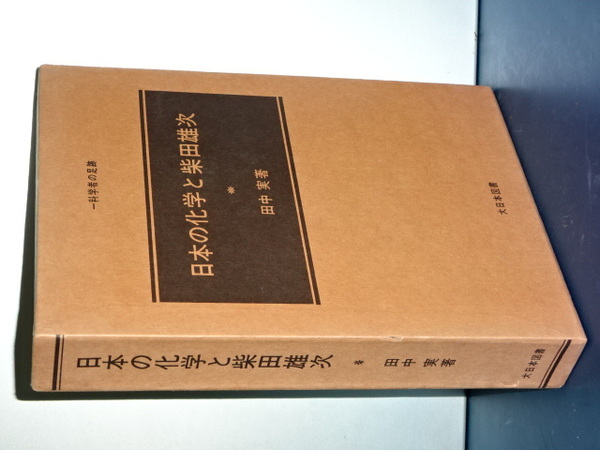 一科学者の足跡
日本の化学と柴田雄次
*
田中 実著
大日本図書
日本の化学と柴田雄次
*
田中 実著
大日本図書